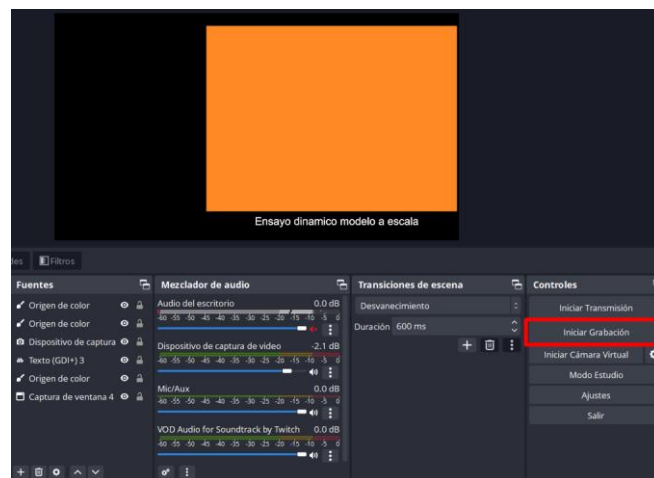 Ensayo dinamico modelo a escala
des Filtros
Fuentes
Origen de color
Origen de color
Dispositivo de captura
Texto (GDI+) 3
Origen de color
Captura de ventana 4
Mezclador de audio
Audio del escritorio 0.0 dB
-60 -55 -50 -45 -40 -35 -30 -25 -20 -15 -10 -5 0
Dispositivo de captura de video -2.1 dB
-60 -55 -50 -45 -40 -35 -30 -25 -20 -15 -10 -5 0
Mic/Aux 0.0 dB
-60 -55 -50 -45 -40 -35 -30 -25 -20 -15 -10 -5 0
VOD Audio for Soundtrack by Twitch 0.0 dB
-60 -55 -50 -45 -40 -35 -30 -25 -20 -15 -10 -5 0
Transiciones de escena
Desvanecimiento
Duración 600 ms
Controles
Iniciar Transmisión
Iniciar Grabación
Iniciar Cámara Virtual
Modo Estudio
Ajustes
Salir